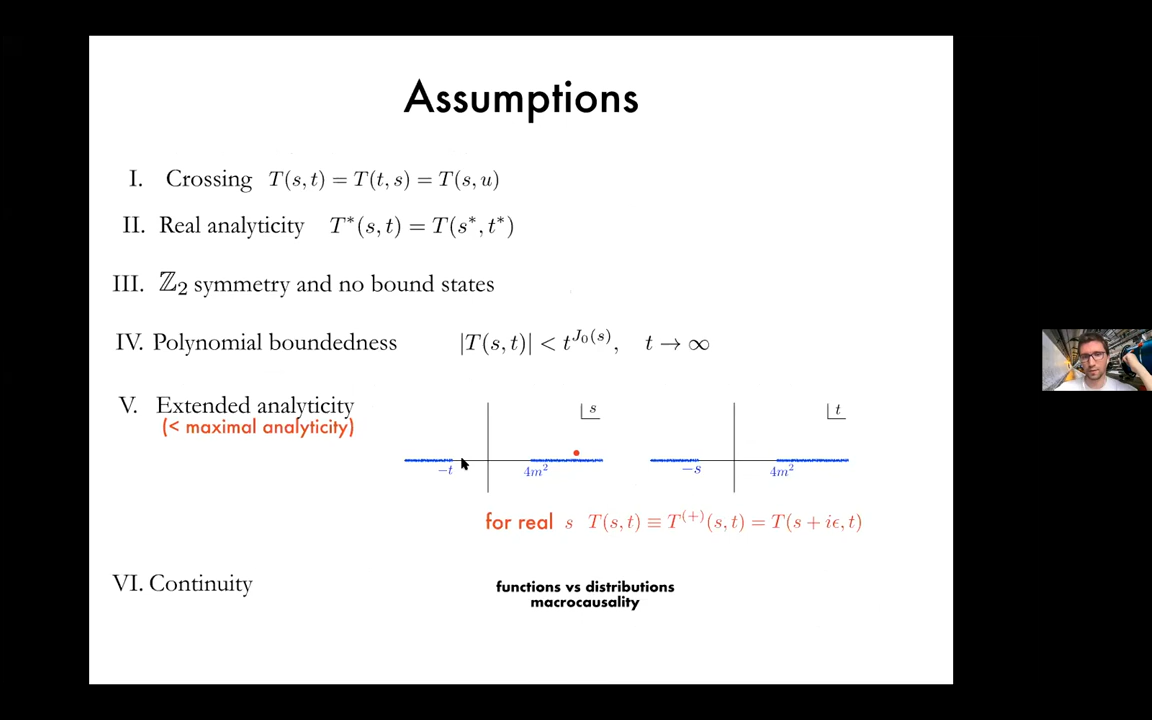 Assumptions
I. Crossing T(s,t) = T(t,s) = T(s,u)
II. Real analyticity T*(s,t) = T(s*,t*)
III. ℤ₂ symmetry and no bound states
IV. Polynomial boundedness |T(s,t)| < t^{J₀(s)}, t → ∞
V. Extended analyticity
(< maximal analyticity)
s
t
−t 4m² −s 4m²
for real s T(s,t) ≡ T⁽⁺⁾(s,t) = T(s + iϵ,t)
VI. Continuity
functions vs distributions
macrocausality